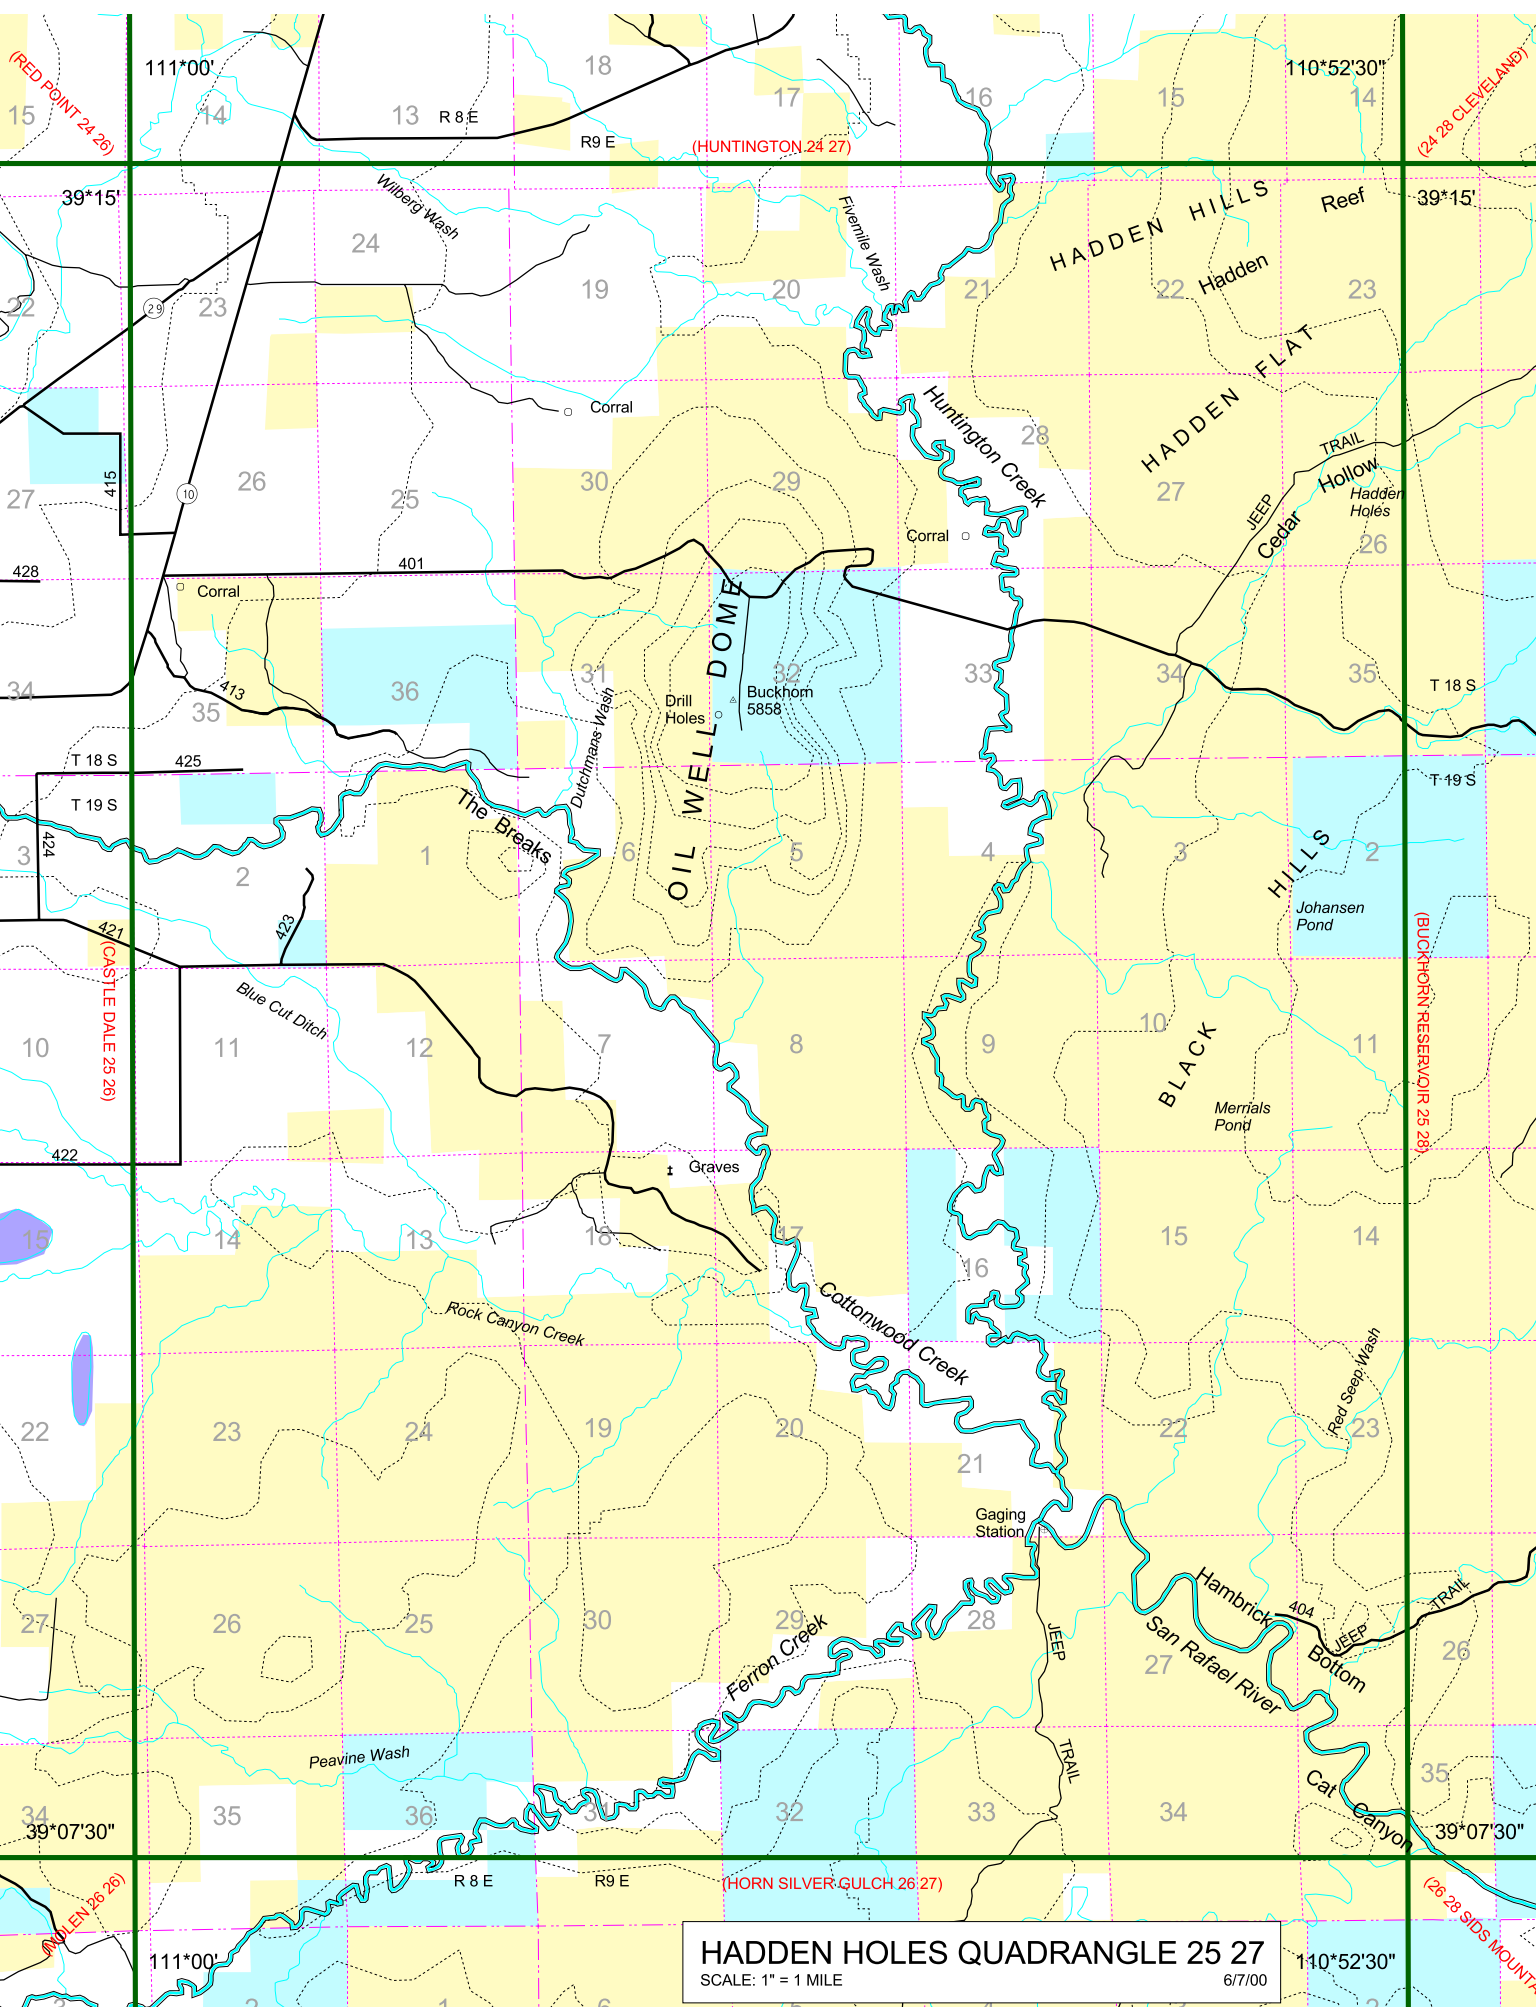 (RED POINT 24 26)
111*00'
18
17
16
15
14
110*52'30"
(24 28 CLEVELAND)
15
14
13
R 8 E
R9 E
(HUNTINGTON 24 27)
39*15'
Wilberg Wash
Fivemile Wash
HADDEN HILLS
Reef
39*15'
24
Hadden
22
29
23
19
20
21
22
23
HADDEN FLAT
Corral
Huntington Creek
28
TRAIL
Hollow
Hadden
Holes
27
415
10
26
25
30
29
27
JEEP
Cedar
26
Corral
428
401
Corral
34
413
35
36
31
Drill
Holes
32
Buckhorn
5858
33
34
35
T 18 S
OIL WELL DOME
Dutchmans Wash
T 18 S
425
T 19 S
T 19 S
The Breaks
3
424
2
1
6
5
4
3
2
BLACK HILLS
Johansen
Pond
421
423
(CASTLE DALE 25 26)
(BUCKHORN RESERVOIR 25 28)
Blue Cut Ditch
10
11
12
7
8
9
10
11
Merrials
Pond
422
Graves
15
14
13
18
17
16
15
14
Rock Canyon Creek
Cottonwood Creek
Red Seep Wash
22
23
24
19
20
21
22
23
Gaging
Station
27
26
25
30
29
28
27
26
Ferron Creek
JEEP
TRAIL
Hambrick
Bottom
404
JEEP
TRAIL
San Rafael River
Peavine Wash
Cat Canyon
34
35
36
31
32
33
34
35
39*07'30"
39*07'30"
(MOLEN 26 26)
R 8 E
R9 E
(HORN SILVER GULCH 26 27)
(26 28 SIDS
111*00'
110*52'30"
HADDEN HOLES QUADRANGLE 25 27
SCALE: 1" = 1 MILE
6/7/00